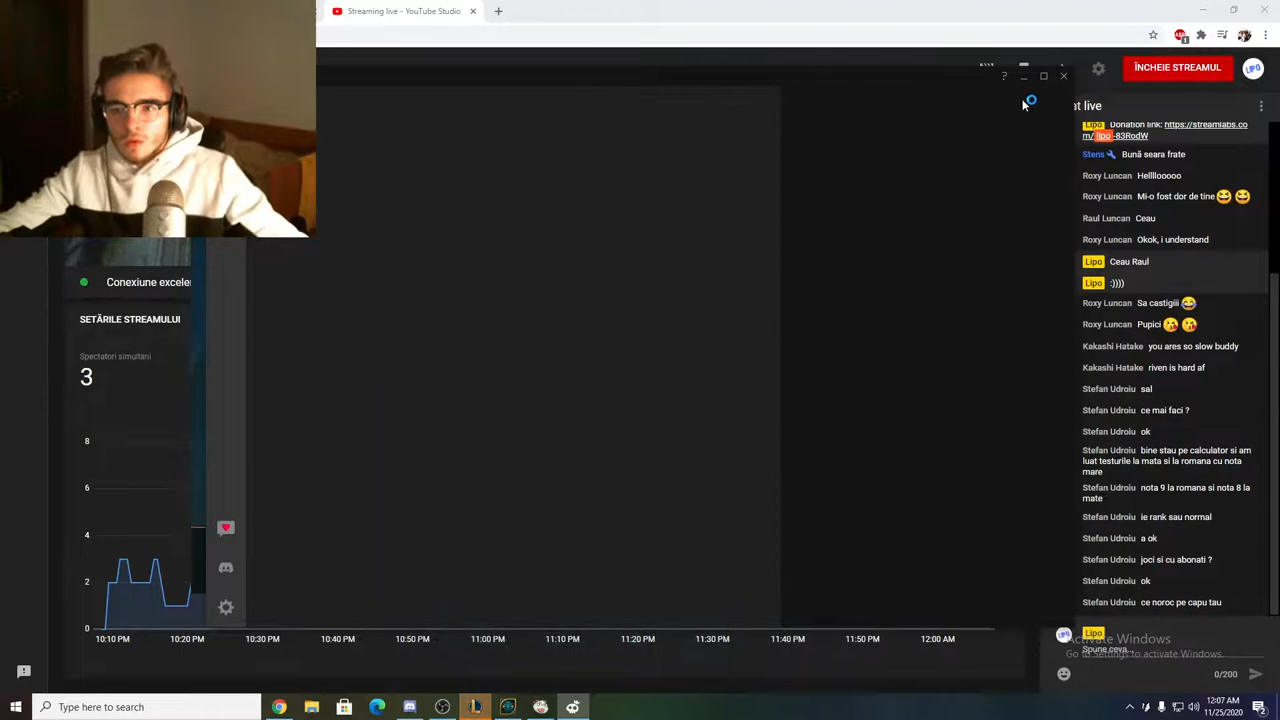 Streaming live - YouTube Studio
1
ÎNCHEIE STREAMUL
LIPO
at live
Lipo Donation link: https://streamlabs.co
m/lipo-83RodW
Stens Bună seara frate
Roxy Luncan Helllloooo
Roxy Luncan Mi-o fost dor de tine
Raul Luncan Ceau
Roxy Luncan Okok, i understand
Lipo Ceau Raul
Lipo :))))
Roxy Luncan Sa castigiii
Roxy Luncan Pupici
Kakashi Hatake you ares so slow buddy
Kakashi Hatake riven is hard af
Stefan Udroiu sal
Stefan Udroiu ce mai faci ?
Stefan Udroiu ok
Stefan Udroiu bine stau pe calculator si am
luat testurile la mata si la romana cu nota
mare
Stefan Udroiu nota 9 la romana si nota 8 la
mate
Stefan Udroiu ie rank sau normal
Stefan Udroiu a ok
Stefan Udroiu joci si cu abonati ?
Stefan Udroiu ok
Stefan Udroiu ce noroc pe capu tau
LIPO
Lipo
Spune ceva...
0/200
Activate Windows
Go to Settings to activate Windows.
Conexiune excele
SETĂRILE STREAMULUI
Spectatori simultani
3
8
6
4
2
0
10:10 PM 10:20 PM 10:30 PM 10:40 PM 10:50 PM 11:00 PM 11:10 PM 11:20 PM 11:30 PM 11:40 PM 11:50 PM 12:00 AM
Type here to search
12:07 AM
11/25/2020
2